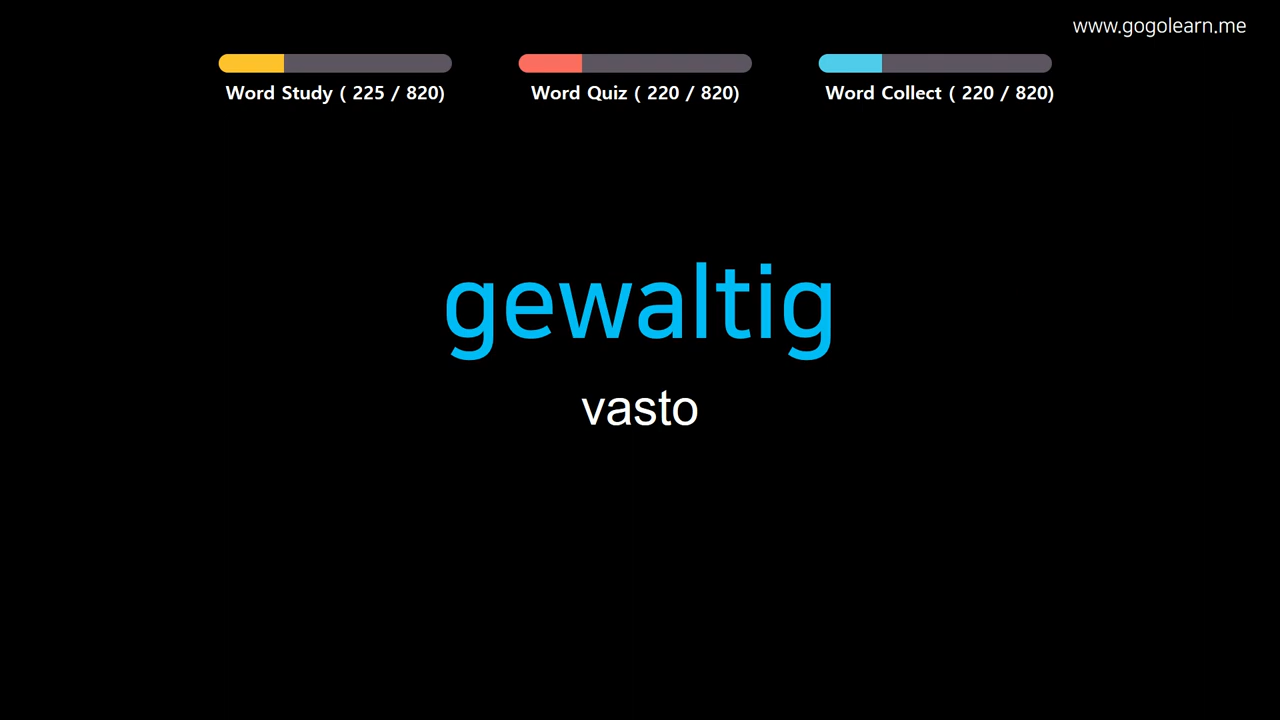 www.gogolearn.me
Word Study ( 225 / 820)
Word Quiz ( 220 / 820)
Word Collect ( 220 / 820)
gewaltig
vasto